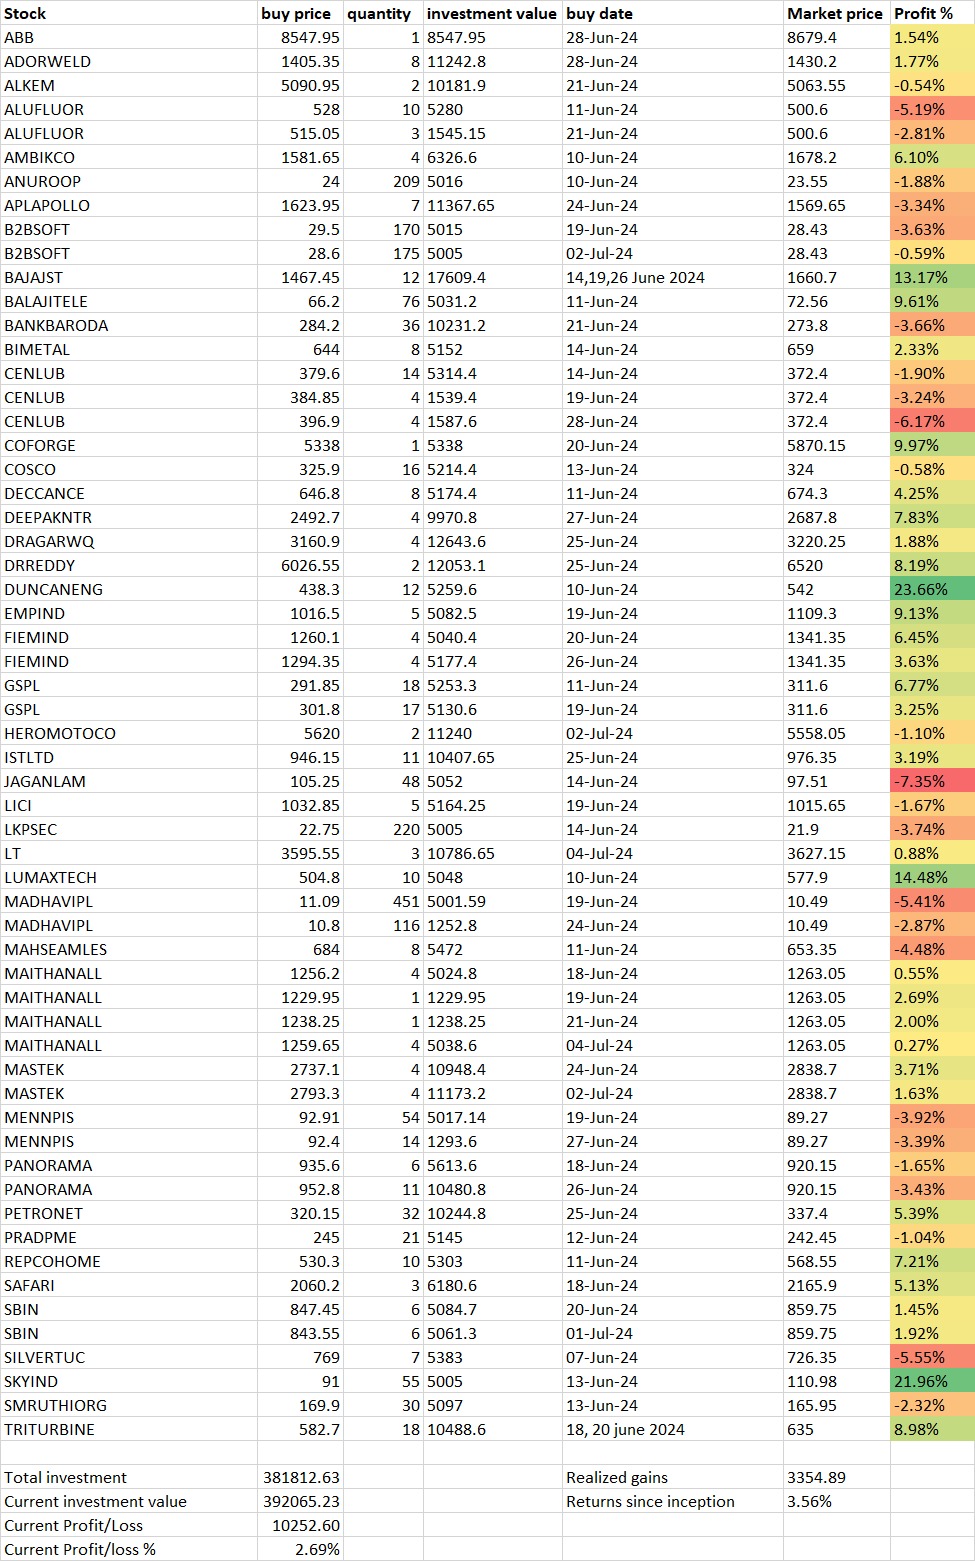 Stock buy price quantity investment value buy date Market price Profit %
ABB 8547.95 1 8547.95 28-Jun-24 8679.4 1.54%
ADORWELD 1405.35 8 11242.8 28-Jun-24 1430.2 1.77%
ALKEM 5090.95 2 10181.9 21-Jun-24 5063.55 -0.54%
ALUFLUOR 528 10 5280 11-Jun-24 500.6 -5.19%
ALUFLUOR 515.05 3 1545.15 21-Jun-24 500.6 -2.81%
AMBIKCO 1581.65 4 6326.6 10-Jun-24 1678.2 6.10%
ANUROOP 24 209 5016 10-Jun-24 23.55 -1.88%
APLAPOLLO 1623.95 7 11367.65 24-Jun-24 1569.65 -3.34%
B2BSOFT 29.5 170 5015 19-Jun-24 28.43 -3.63%
B2BSOFT 28.6 175 5005 02-Jul-24 28.43 -0.59%
BAJAJST 1467.45 12 17609.4 14,19,26 June 2024 1660.7 13.17%
BALAJITELE 66.2 76 5031.2 11-Jun-24 72.56 9.61%
BANKBARODA 284.2 36 10231.2 21-Jun-24 273.8 -3.66%
BIMETAL 644 8 5152 14-Jun-24 659 2.33%
CENLUB 379.6 14 5314.4 14-Jun-24 372.4 -1.90%
CENLUB 384.85 4 1539.4 19-Jun-24 372.4 -3.24%
CENLUB 396.9 4 1587.6 28-Jun-24 372.4 -6.17%
COFORGE 5338 1 5338 20-Jun-24 5870.15 9.97%
COSCO 325.9 16 5214.4 13-Jun-24 324 -0.58%
DECCANCE 646.8 8 5174.4 11-Jun-24 674.3 4.25%
DEEPAKNTR 2492.7 4 9970.8 27-Jun-24 2687.8 7.83%
DRAGARWQ 3160.9 4 12643.6 25-Jun-24 3220.25 1.88%
DRREDDY 6026.55 2 12053.1 25-Jun-24 6520 8.19%
DUNCANENG 438.3 12 5259.6 10-Jun-24 542 23.66%
EMPIND 1016.5 5 5082.5 19-Jun-24 1109.3 9.13%
FIEMIND 1260.1 4 5040.4 20-Jun-24 1341.35 6.45%
FIEMIND 1294.35 4 5177.4 26-Jun-24 1341.35 3.63%
GSPL 291.85 18 5253.3 11-Jun-24 311.6 6.77%
GSPL 301.8 17 5130.6 19-Jun-24 311.6 3.25%
HEROMOTOCO 5620 2 11240 02-Jul-24 5558.05 -1.10%
ISTLTD 946.15 11 10407.65 25-Jun-24 976.35 3.19%
JAGANLAM 105.25 48 5052 14-Jun-24 97.51 -7.35%
LICI 1032.85 5 5164.25 19-Jun-24 1015.65 -1.67%
LKPSEC 22.75 220 5005 14-Jun-24 21.9 -3.74%
LT 3595.55 3 10786.65 04-Jul-24 3627.15 0.88%
LUMAXTECH 504.8 10 5048 10-Jun-24 577.9 14.48%
MADHAVIPL 11.09 451 5001.59 19-Jun-24 10.49 -5.41%
MADHAVIPL 10.8 116 1252.8 24-Jun-24 10.49 -2.87%
MAHSEAMLES 684 8 5472 11-Jun-24 653.35 -4.48%
MAITHANALL 1256.2 4 5024.8 18-Jun-24 1263.05 0.55%
MAITHANALL 1229.95 1 1229.95 19-Jun-24 1263.05 2.69%
MAITHANALL 1238.25 1 1238.25 21-Jun-24 1263.05 2.00%
MAITHANALL 1259.65 4 5038.6 04-Jul-24 1263.05 0.27%
MASTEK 2737.1 4 10948.4 24-Jun-24 2838.7 3.71%
MASTEK 2793.3 4 11173.2 02-Jul-24 2838.7 1.63%
MENNPIS 92.91 54 5017.14 19-Jun-24 89.27 -3.92%
MENNPIS 92.4 14 1293.6 27-Jun-24 89.27 -3.39%
PANORAMA 935.6 6 5613.6 18-Jun-24 920.15 -1.65%
PANORAMA 952.8 11 10480.8 26-Jun-24 920.15 -3.43%
PETRONET 320.15 32 10244.8 25-Jun-24 337.4 5.39%
PRADPME 245 21 5145 12-Jun-24 242.45 -1.04%
REPCOHOME 530.3 10 5303 11-Jun-24 568.55 7.21%
SAFARI 2060.2 3 6180.6 18-Jun-24 2165.9 5.13%
SBIN 847.45 6 5084.7 20-Jun-24 859.75 1.45%
SBIN 843.55 6 5061.3 01-Jul-24 859.75 1.92%
SILVERTUC 769 7 5383 07-Jun-24 726.35 -5.55%
SKYIND 91 55 5005 13-Jun-24 110.98 21.96%
SMRUTHIORG 169.9 30 5097 13-Jun-24 165.95 -2.32%
TRITURBINE 582.7 18 10488.6 18, 20 june 2024 635 8.98%
Total investment 381812.63 Realized gains 3354.89
Current investment value 392065.23 Returns since inception 3.56%
Current Profit/Loss 10252.60
Current Profit/loss % 2.69%